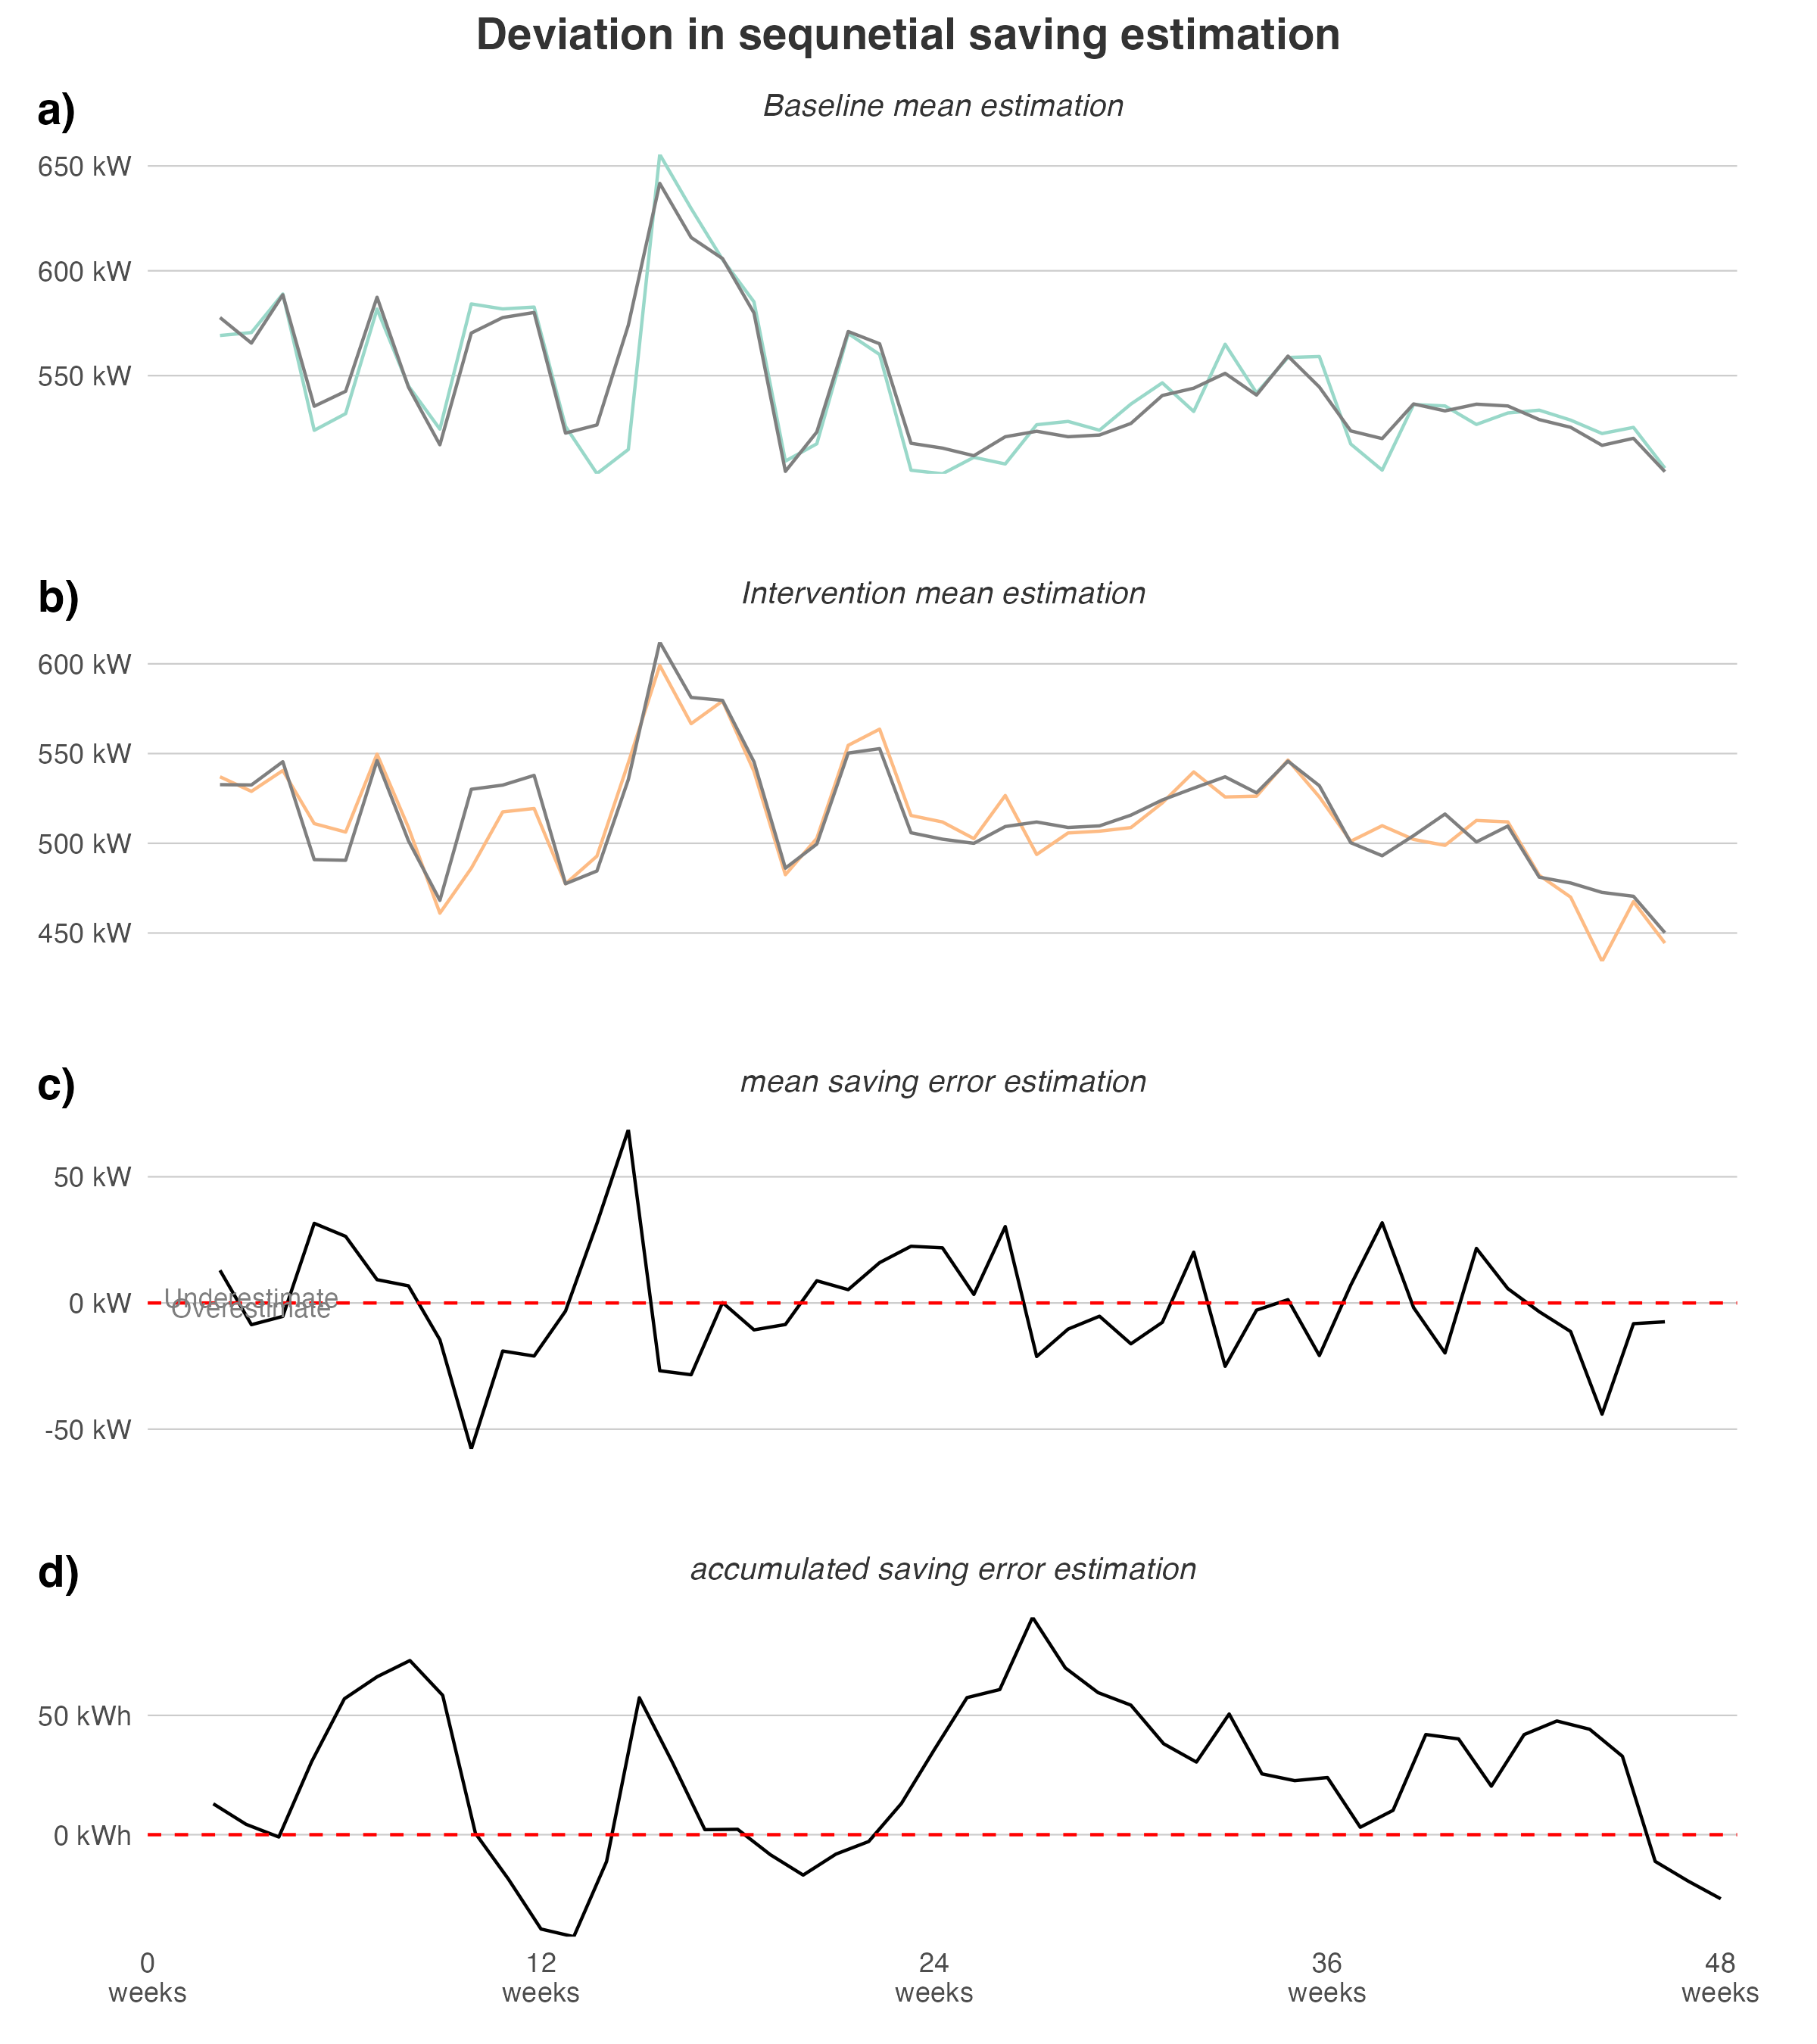 Deviation in sequnetial saving estimation
a)
Baseline mean estimation
650 kW
600 kW
550 kW
b)
Intervention mean estimation
600 kW
550 kW
500 kW
450 kW
c)
mean saving error estimation
50 kW
Underestimate
0 kW
Overestimate
-50 kW
d)
accumulated saving error estimation
50 kWh
0 kWh
0
weeks
12
weeks
24
weeks
36
weeks
48
weeks